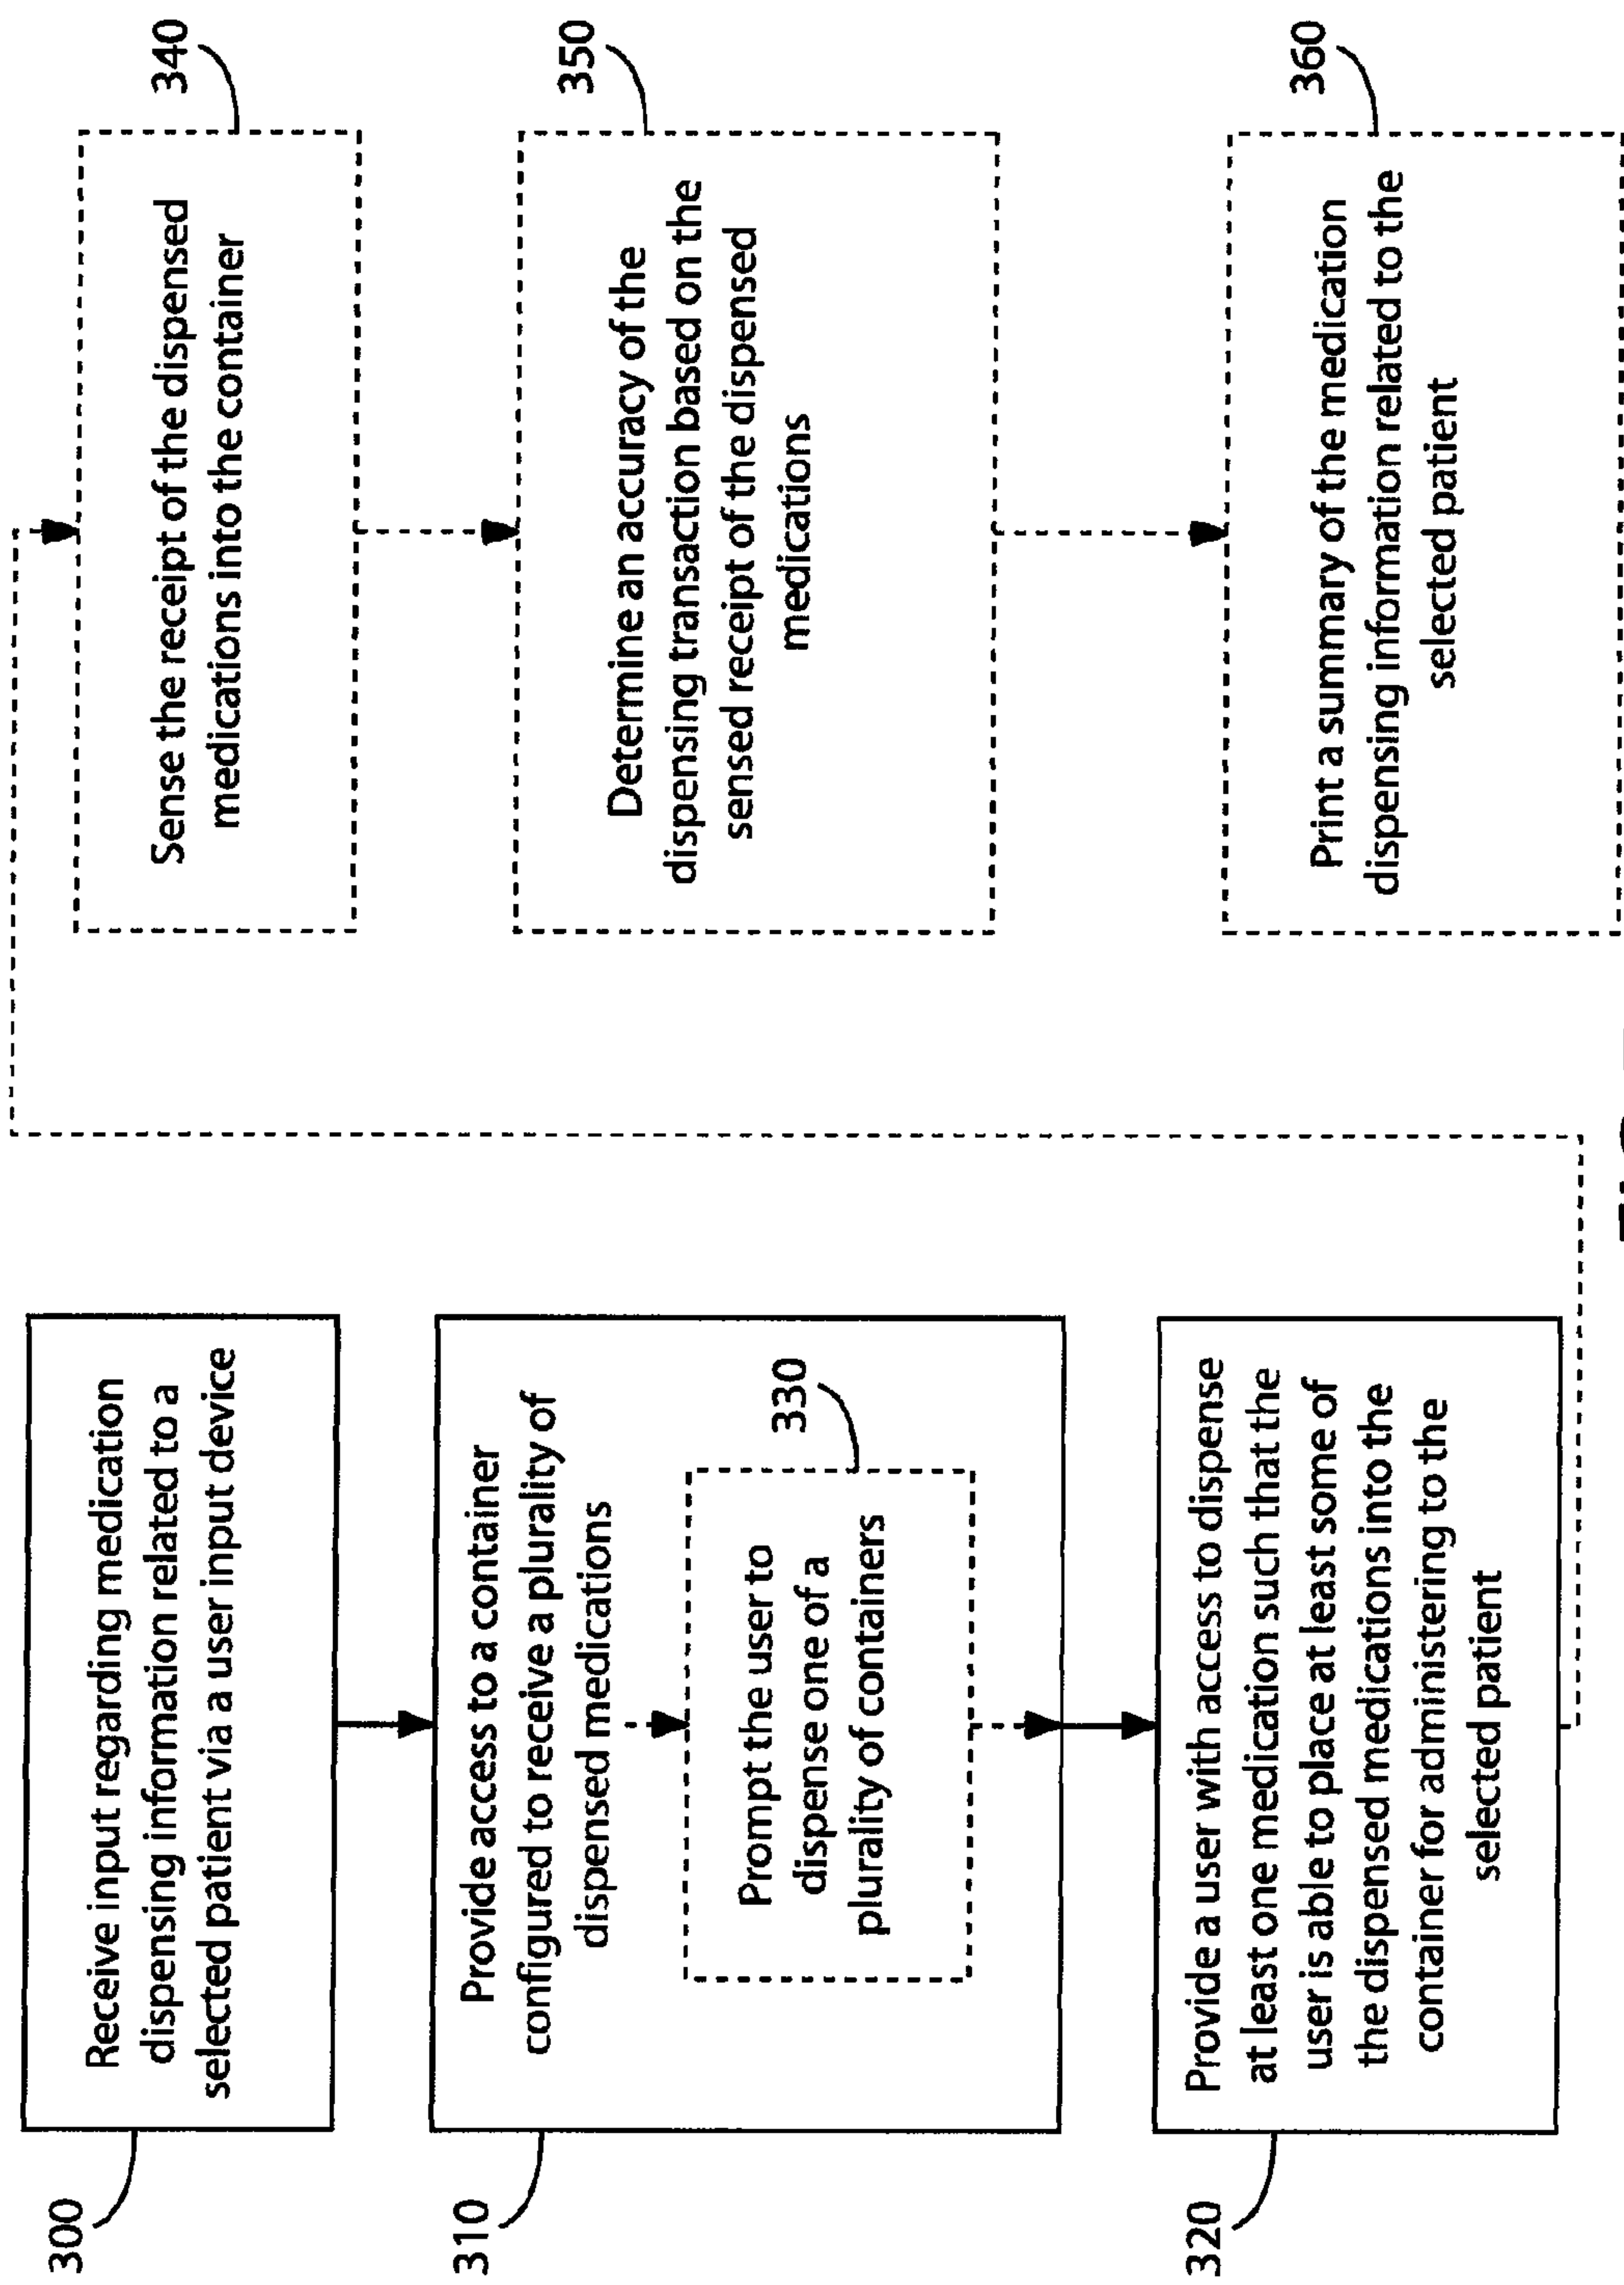 300
Receive input regarding medication
dispensing information related to a
selected patient via a user input device
310
Provide access to a container
configured to receive a plurality of
dispensed medications
330
Prompt the user to
dispense one of a
plurality of containers
320
Provide a user with access to dispense
at least one medication such that the
user is able to place at least some of
the dispensed medications into the
container for administering to the
selected patient
340
Sense the receipt of the dispensed
medications into the container
350
Determine an accuracy of the
dispensing transaction based on the
sensed receipt of the dispensed
medications
360
Print a summary of the medication
dispensing information related to the
selected patient